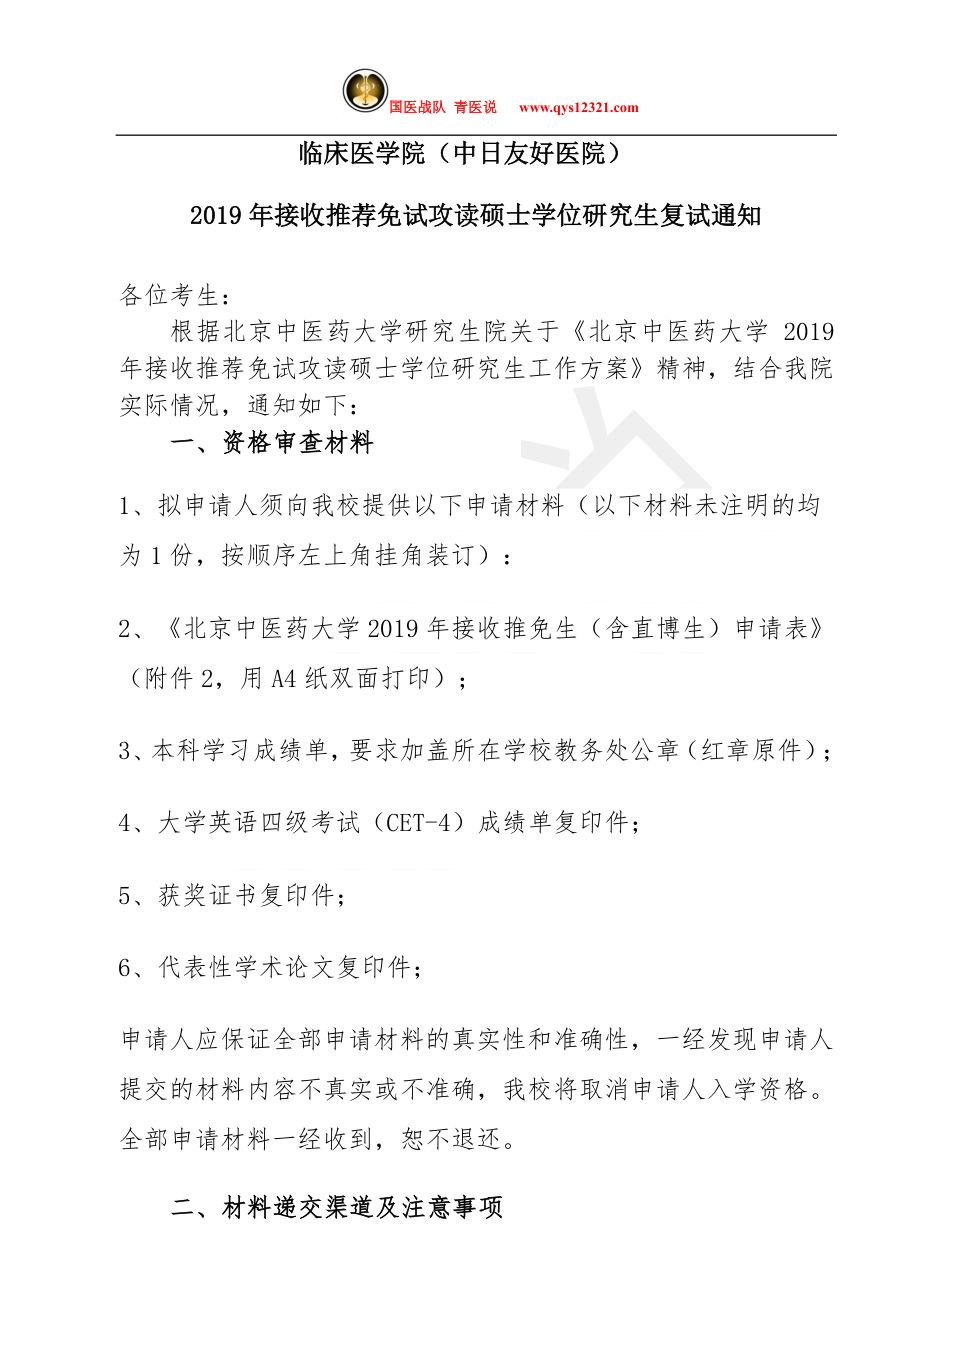 国医战队 青医说 www.qys12321.com
临床医学院（中日友好医院）
2019 年接收推荐免试攻读硕士学位研究生复试通知
各位考生：
根据北京中医药大学研究生院关于《北京中医药大学 2019
年接收推荐免试攻读硕士学位研究生工作方案》精神，结合我院
实际情况，通知如下：
一、资格审查材料
1、拟申请人须向我校提供以下申请材料（以下材料未注明的均
为 1 份，按顺序左上角挂角装订）：
2、《北京中医药大学 2019 年接收推免生（含直博生）申请表》
（附件 2，用 A4 纸双面打印）；
3、本科学习成绩单，要求加盖所在学校教务处公章（红章原件）；
4、大学英语四级考试（CET-4）成绩单复印件；
5、获奖证书复印件；
6、代表性学术论文复印件；
申请人应保证全部申请材料的真实性和准确性，一经发现申请人
提交的材料内容不真实或不准确，我校将取消申请人入学资格。
全部申请材料一经收到，恕不退还。
二、材料递交渠道及注意事项